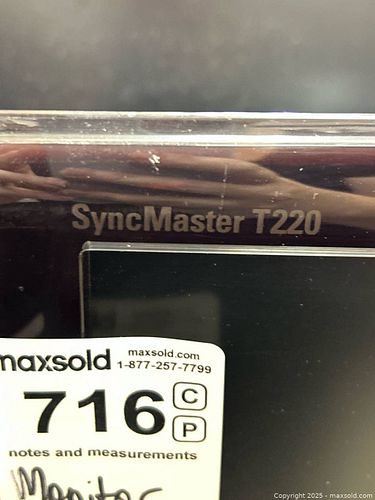 SyncMaster T220
maxsold
maxsold.com
1-877-257-7799
716
C
P
notes and measurements
Monitor
Copyright © 2025 - maxsold.com